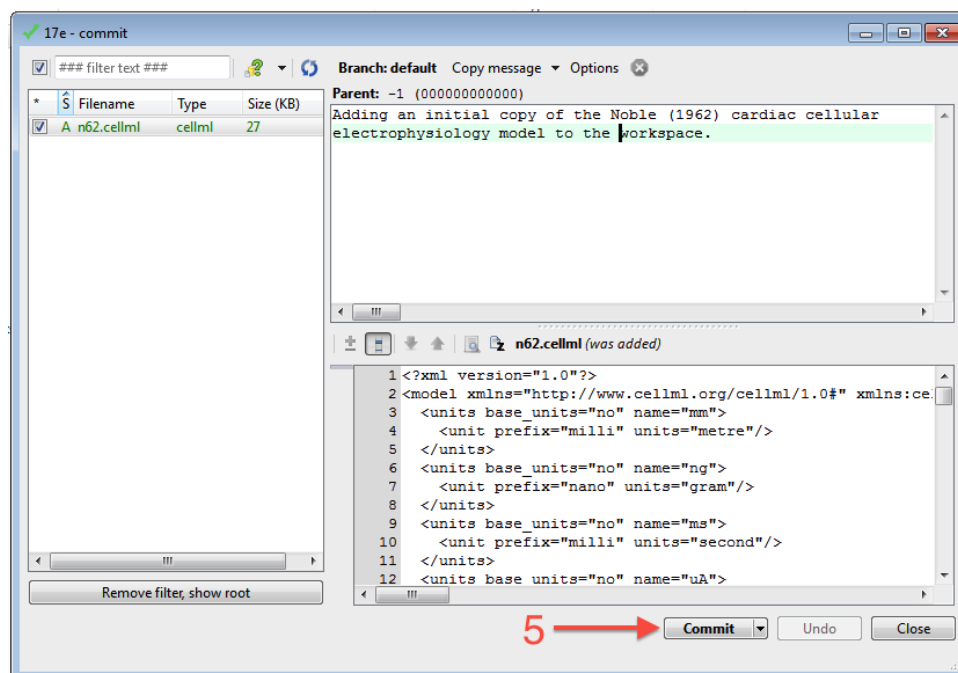 17e - commit
### filter text ###
Branch: default Copy message Options
Parent: -1 (000000000000)
* S Filename Type Size (KB)
A n62.cellml cellml 27
Adding an initial copy of the Noble (1962) cardiac cellular
electrophysiology model to the workspace.
n62.cellml (was added)
1 <?xml version="1.0"?>
2 <model xmlns="http://www.cellml.org/cellml/1.0#" xmlns:ce
3 <units base_units="no" name="mm">
4 <unit prefix="milli" units="metre"/>
5 </units>
6 <units base_units="no" name="ng">
7 <unit prefix="nano" units="gram"/>
8 </units>
9 <units base_units="no" name="ms">
10 <unit prefix="milli" units="second"/>
11 </units>
12 <units base_units="no" name="uA">
Remove filter, show root
5
Commit Undo Close